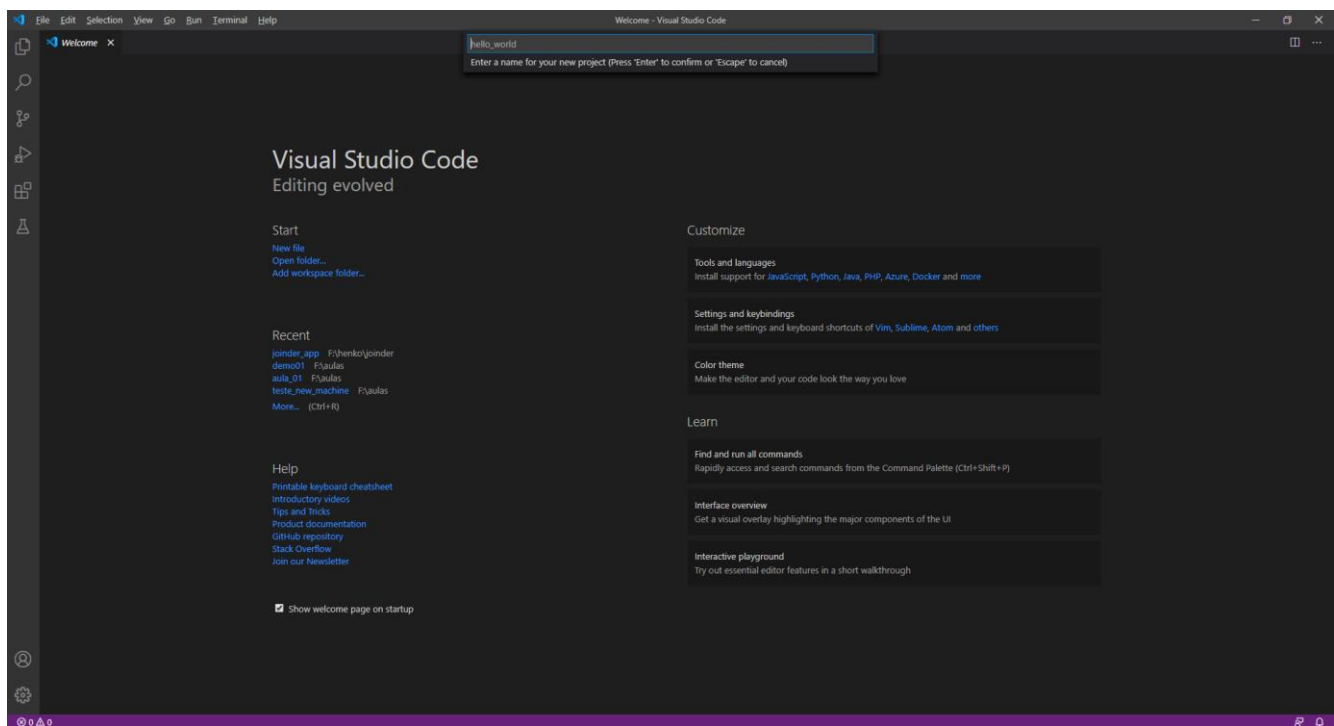 File Edit Selection View Go Run Terminal Help
Welcome - Visual Studio Code
Welcome
hello_world
Enter a name for your new project (Press 'Enter' to confirm or 'Escape' to cancel)
Visual Studio Code
Editing evolved
Start
New file
Open folder...
Add workspace folder...
Recent
joinder_app F:\henko\joinder
demo01 F:\aulas
aula_01 F:\aulas
teste_new_machine F:\aulas
More... (Ctrl+R)
Help
Printable keyboard cheatsheet
Introductory videos
Tips and Tricks
Product documentation
GitHub repository
Stack Overflow
Join our Newsletter
Show welcome page on startup
Customize
Tools and languages
Install support for JavaScript, Python, Java, PHP, Azure, Docker and more
Settings and keybindings
Install the settings and keyboard shortcuts of Vim, Sublime, Atom and others
Color theme
Make the editor and your code look the way you love
Learn
Find and run all commands
Rapidly access and search commands from the Command Palette (Ctrl+Shift+P)
Interface overview
Get a visual overlay highlighting the major components of the UI
Interactive playground
Try out essential editor features in a short walkthrough
0 0